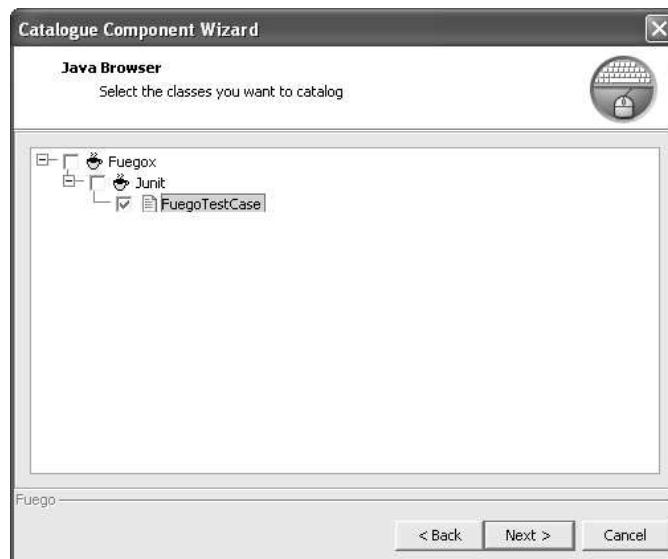 Catalogue Component Wizard
Java Browser
Select the classes you want to catalog
Fuegox
Junit
FuegoTestCase
Fuego
< Back Next > Cancel